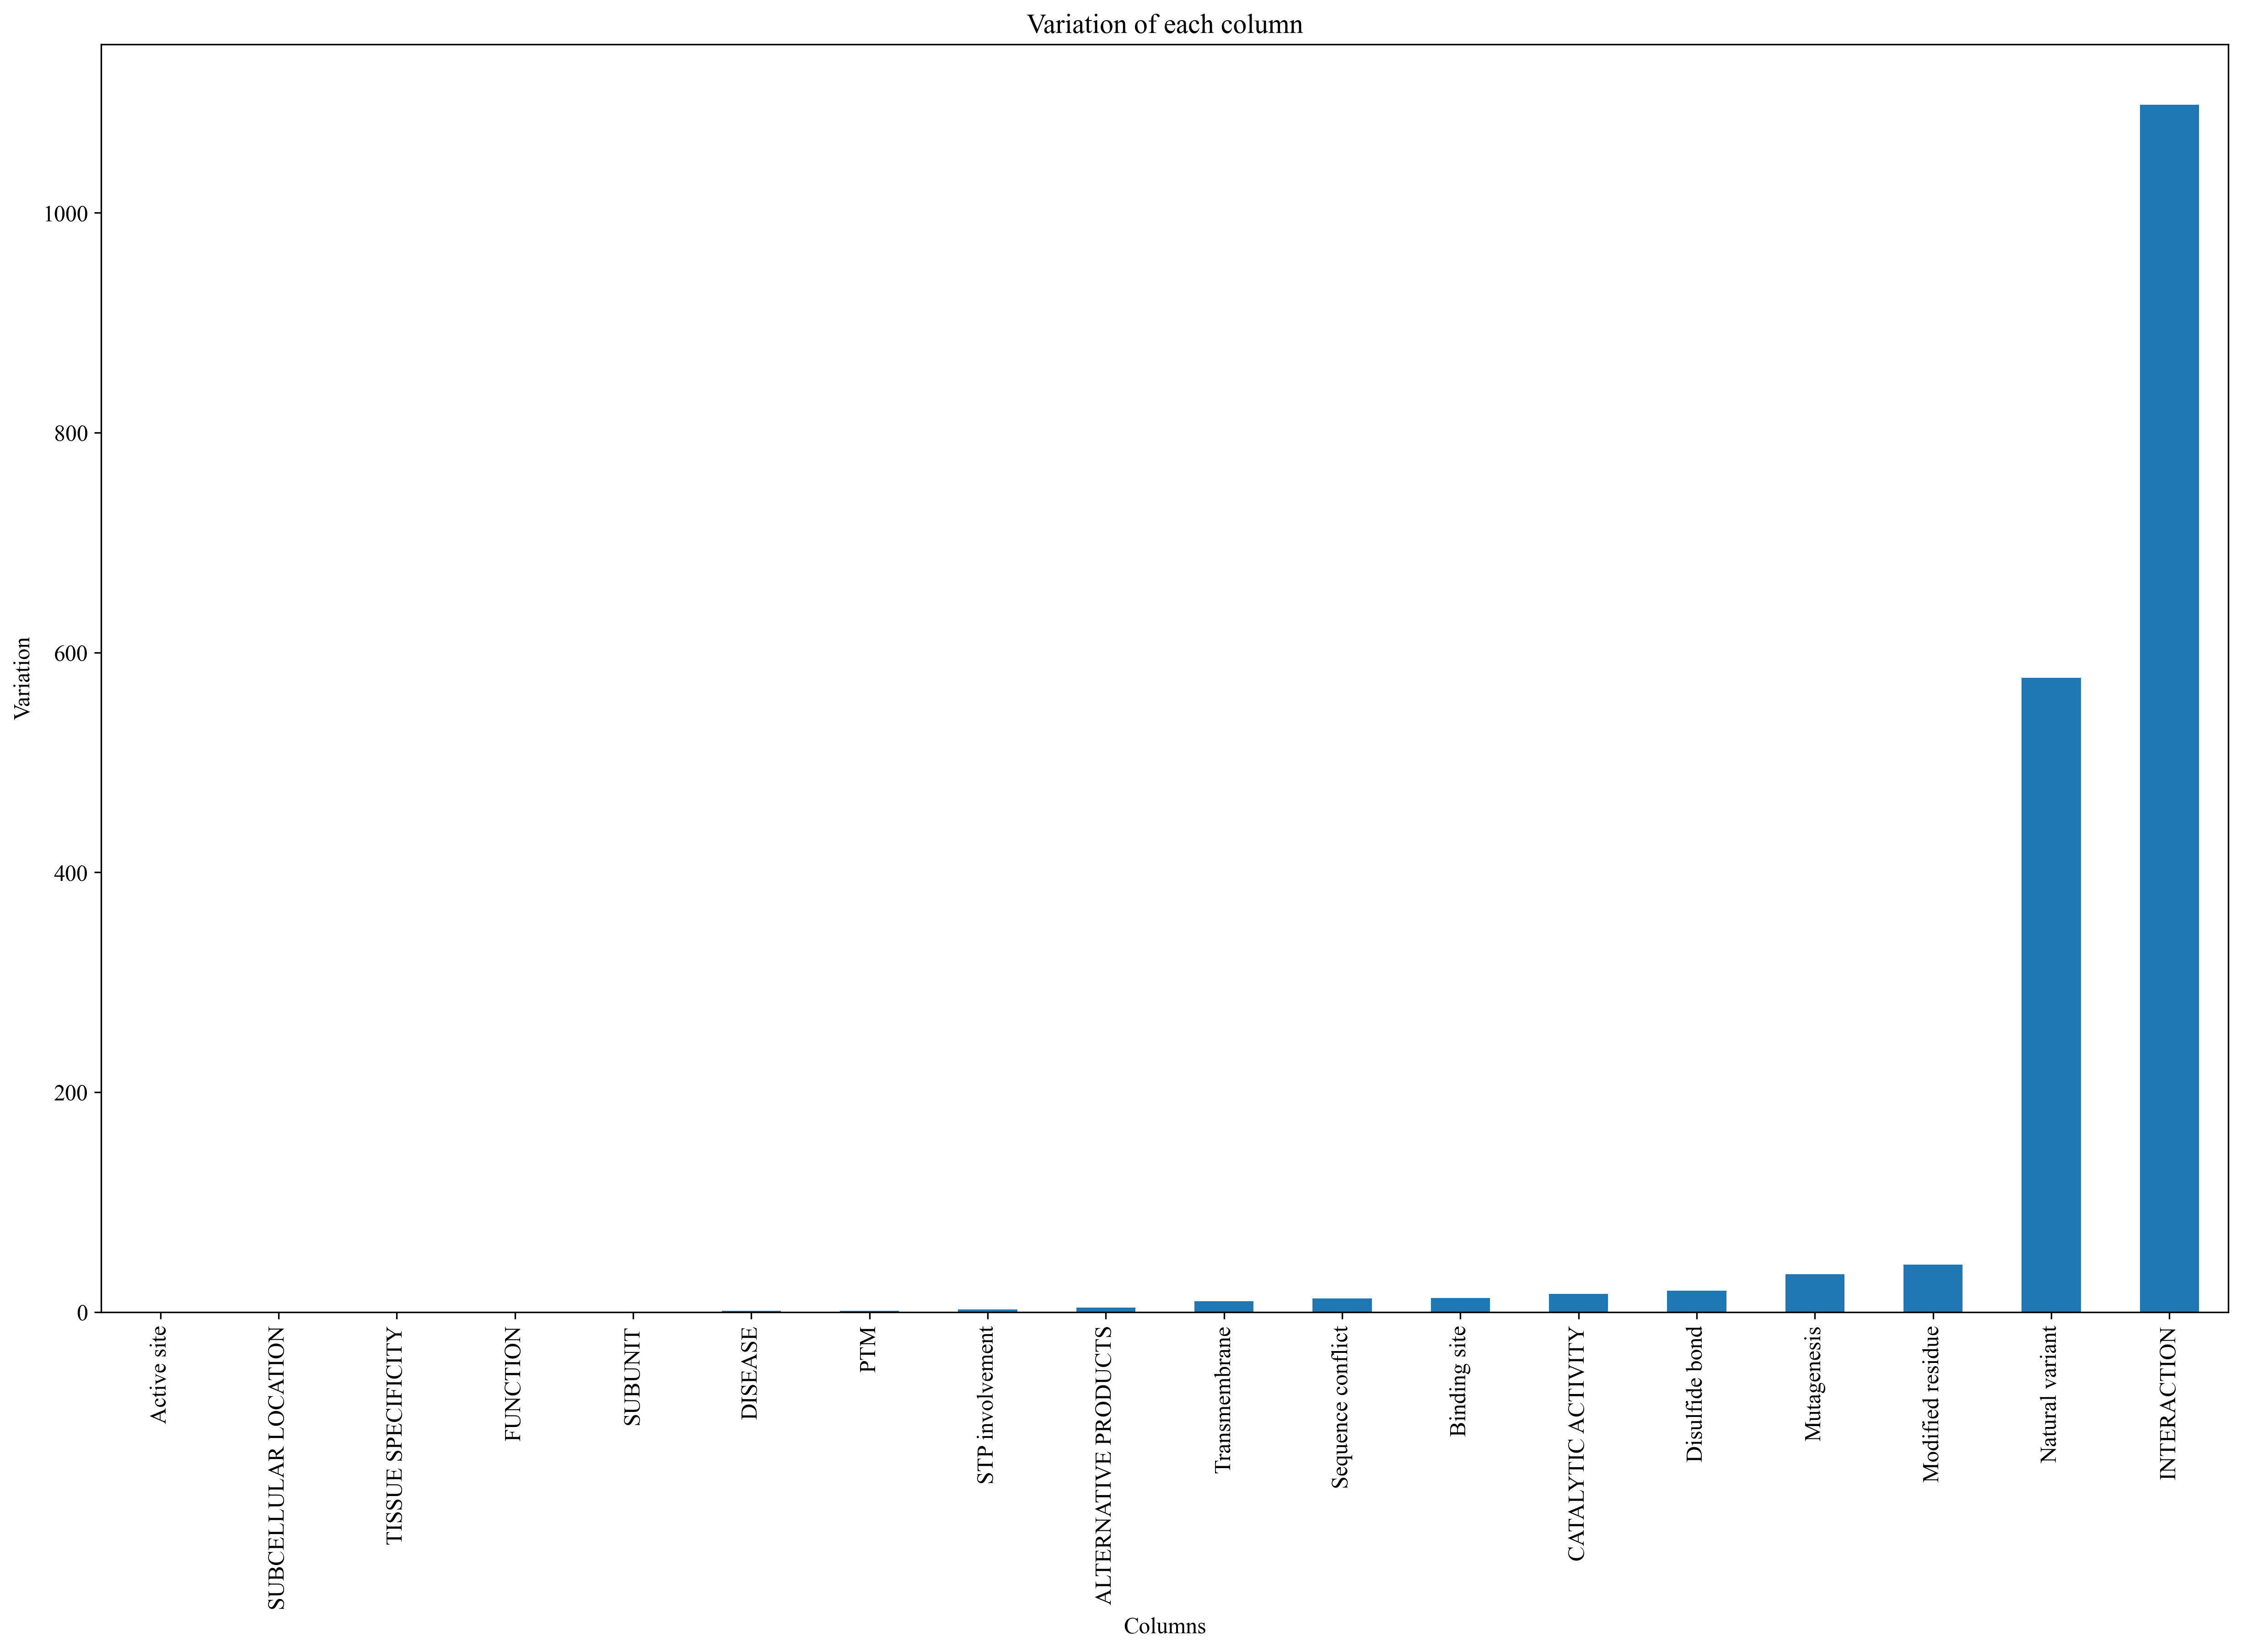 Variation of each column
1000
800
600
400
200
0
Variation
Active site
SUBCELLULAR LOCATION
TISSUE SPECIFICITY
FUNCTION
SUBUNIT
DISEASE
PTM
STP involvement
ALTERNATIVE PRODUCTS
Transmembrane
Sequence conflict
Binding site
CATALYTIC ACTIVITY
Disulfide bond
Mutagenesis
Modified residue
Natural variant
INTERACTION
Columns